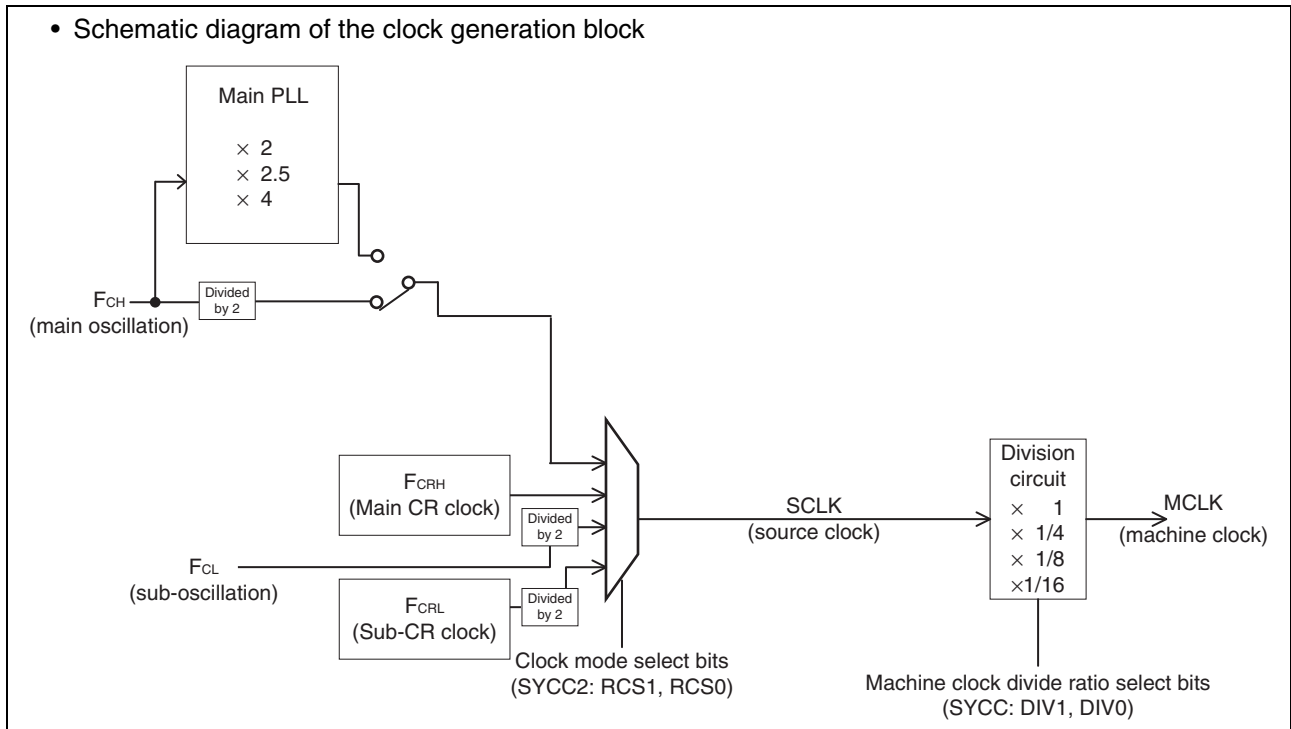 • Schematic diagram of the clock generation block
Main PLL
× 2
× 2.5
× 4
FCH
(main oscillation)
Divided
by 2
FCRH
(Main CR clock)
Divided
by 2
FCL
(sub-oscillation)
FCRL
(Sub-CR clock)
Divided
by 2
Clock mode select bits
(SYCC2: RCS1, RCS0)
SCLK
(source clock)
Division
circuit
× 1
× 1/4
× 1/8
×1/16
MCLK
(machine clock)
Machine clock divide ratio select bits
(SYCC: DIV1, DIV0)